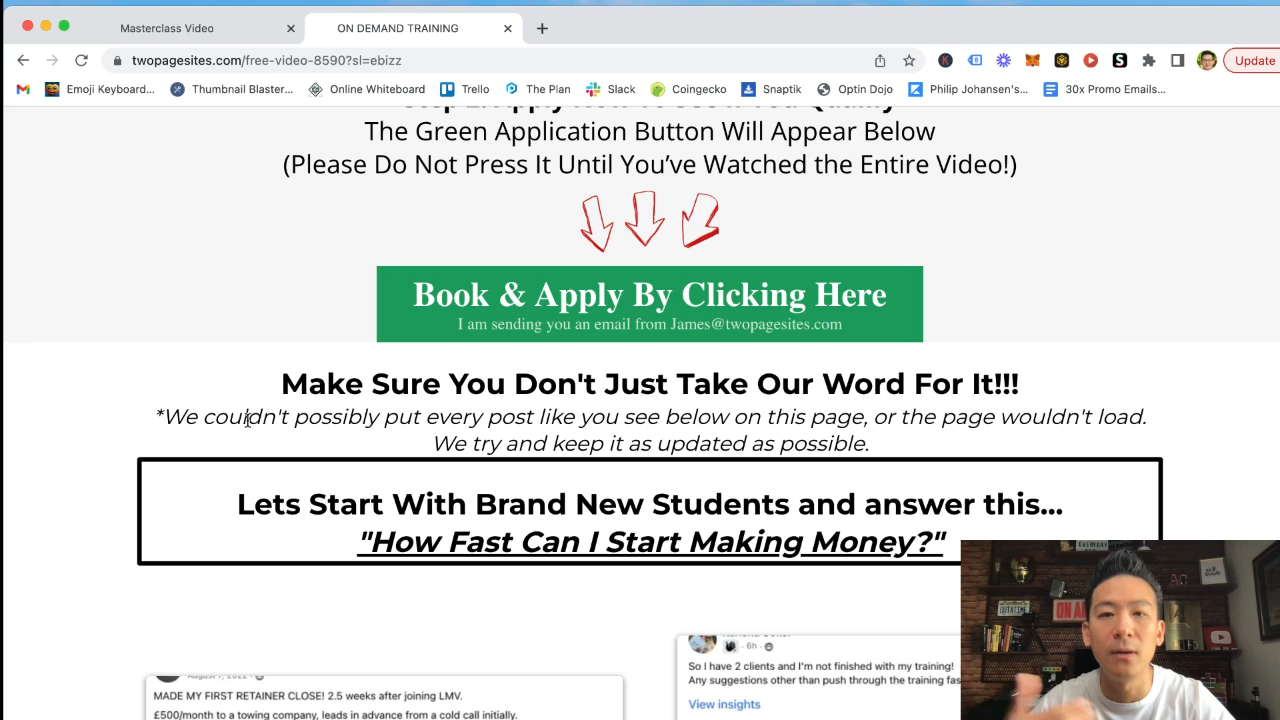 Masterclass Video
ON DEMAND TRAINING
twopagesites.com/free-video-8590?sl=ebizz
Update
Emoji Keyboard...
Thumbnail Blaster...
Online Whiteboard
Trello
The Plan
Slack
Coingecko
Snaptik
Optin Dojo
Philip Johansen's...
30x Promo Emails...
The Green Application Button Will Appear Below
(Please Do Not Press It Until You've Watched the Entire Video!)
Book & Apply By Clicking Here
I am sending you an email from James@twopagesites.com
Make Sure You Don't Just Take Our Word For It!!!
*We couldn't possibly put every post like you see below on this page, or the page wouldn't load.
We try and keep it as updated as possible.
Lets Start With Brand New Students and answer this...
"How Fast Can I Start Making Money?"
6h
So I have 2 clients and I'm not finished with my training!
Any suggestions other than push through the training
View insights
MADE MY FIRST RETAINER CLOSE! 2.5 weeks after joining LMV.
£500/month to a towing company, leads in advance from a cold call initially.